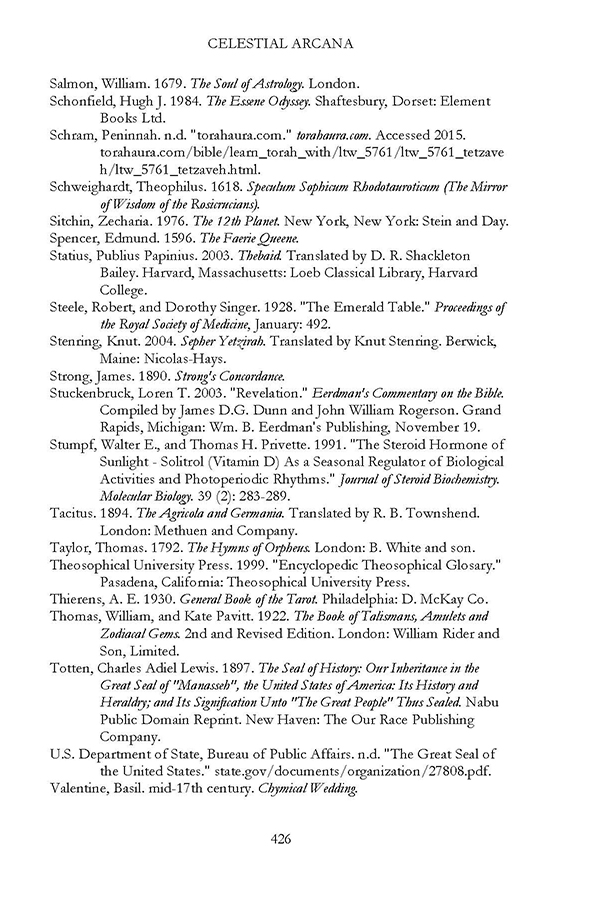 CELESTIAL ARCANA
Salmon, William. 1679. The Soul of Astrology. London.
Schonfield, Hugh J. 1984. The Essene Odyssey. Shaftesbury, Dorset: Element
Books Ltd.
Schram, Peninnah. n.d. "torahaura.com." torahaura.com. Accessed 2015.
torahaura.com/bible/learn_torah_with/ltw_5761/ltw_5761_tetzave
h/ltw_5761_tetzaveh.html.
Schweighardt, Theophilus. 1618. Speculum Sophicum Rhodotauroticum (The Mirror
of Wisdom of the Rosicrucians).
Sitchin, Zecharia. 1976. The 12th Planet. New York, New York: Stein and Day.
Spencer, Edmund. 1596. The Faerie Queene.
Statius, Publius Papinius. 2003. Thebaid. Translated by D. R. Shackleton
Bailey. Harvard, Massachusetts: Loeb Classical Library, Harvard
College.
Steele, Robert, and Dorothy Singer. 1928. "The Emerald Table." Proceedings of
the Royal Society of Medicine, January: 492.
Stenring, Knut. 2004. Sepher Yetzirah. Translated by Knut Stenring. Berwick,
Maine: Nicolas-Hays.
Strong, James. 1890. Strong's Concordance.
Stuckenbruck, Loren T. 2003. "Revelation." Eerdman's Commentary on the Bible.
Compiled by James D.G. Dunn and John William Rogerson. Grand
Rapids, Michigan: Wm. B. Eerdman's Publishing, November 19.
Stumpf, Walter E., and Thomas H. Privette. 1991. "The Steroid Hormone of
Sunlight - Solitrol (Vitamin D) As a Seasonal Regulator of Biological
Activities and Photoperiodic Rhythms." Journal of Steroid Biochemistry.
Molecular Biology. 39 (2): 283-289.
Tacitus. 1894. The Agricola and Germania. Translated by R. B. Townshend.
London: Methuen and Company.
Taylor, Thomas. 1792. The Hymns of Orpheus. London: B. White and son.
Theosophical University Press. 1999. "Encyclopedic Theosophical Glosary."
Pasadena, California: Theosophical University Press.
Thierens, A. E. 1930. General Book of the Tarot. Philadelphia: D. McKay Co.
Thomas, William, and Kate Pavitt. 1922. The Book of Talismans, Amulets and
Zodiacal Gems. 2nd and Revised Edition. London: William Rider and
Son, Limited.
Totten, Charles Adiel Lewis. 1897. The Seal of History: Our Inheritance in the
Great Seal of "Manasseh", the United States of America: Its History and
Heraldry; and Its Signification Unto "The Great People" Thus Sealed. Nabu
Public Domain Reprint. New Haven: The Our Race Publishing
Company.
U.S. Department of State, Bureau of Public Affairs. n.d. "The Great Seal of
the United States." state.gov/documents/organization/27808.pdf.
Valentine, Basil. mid-17th century. Chymical Wedding.
426